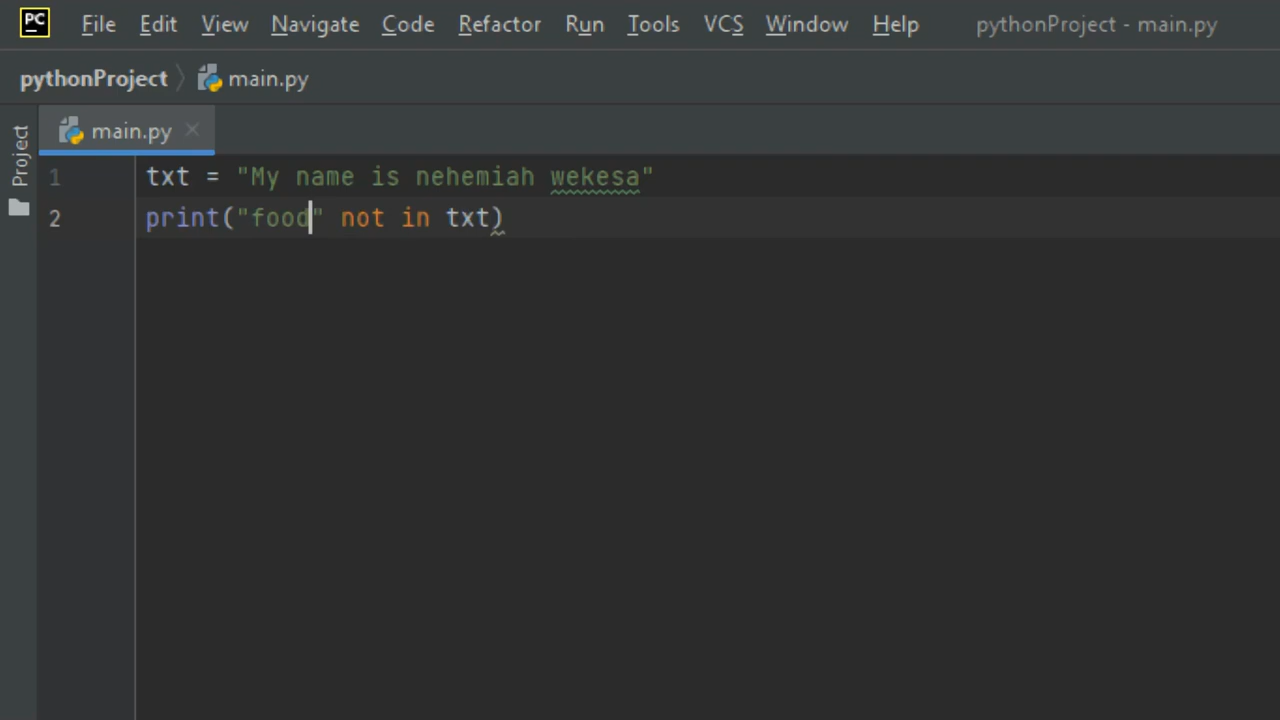 PC File Edit View Navigate Code Refactor Run Tools VCS Window Help pythonProject - main.py
pythonProject main.py
main.py
Project
1 txt = "My name is nehemiah wekesa"
2 print("food" not in txt)